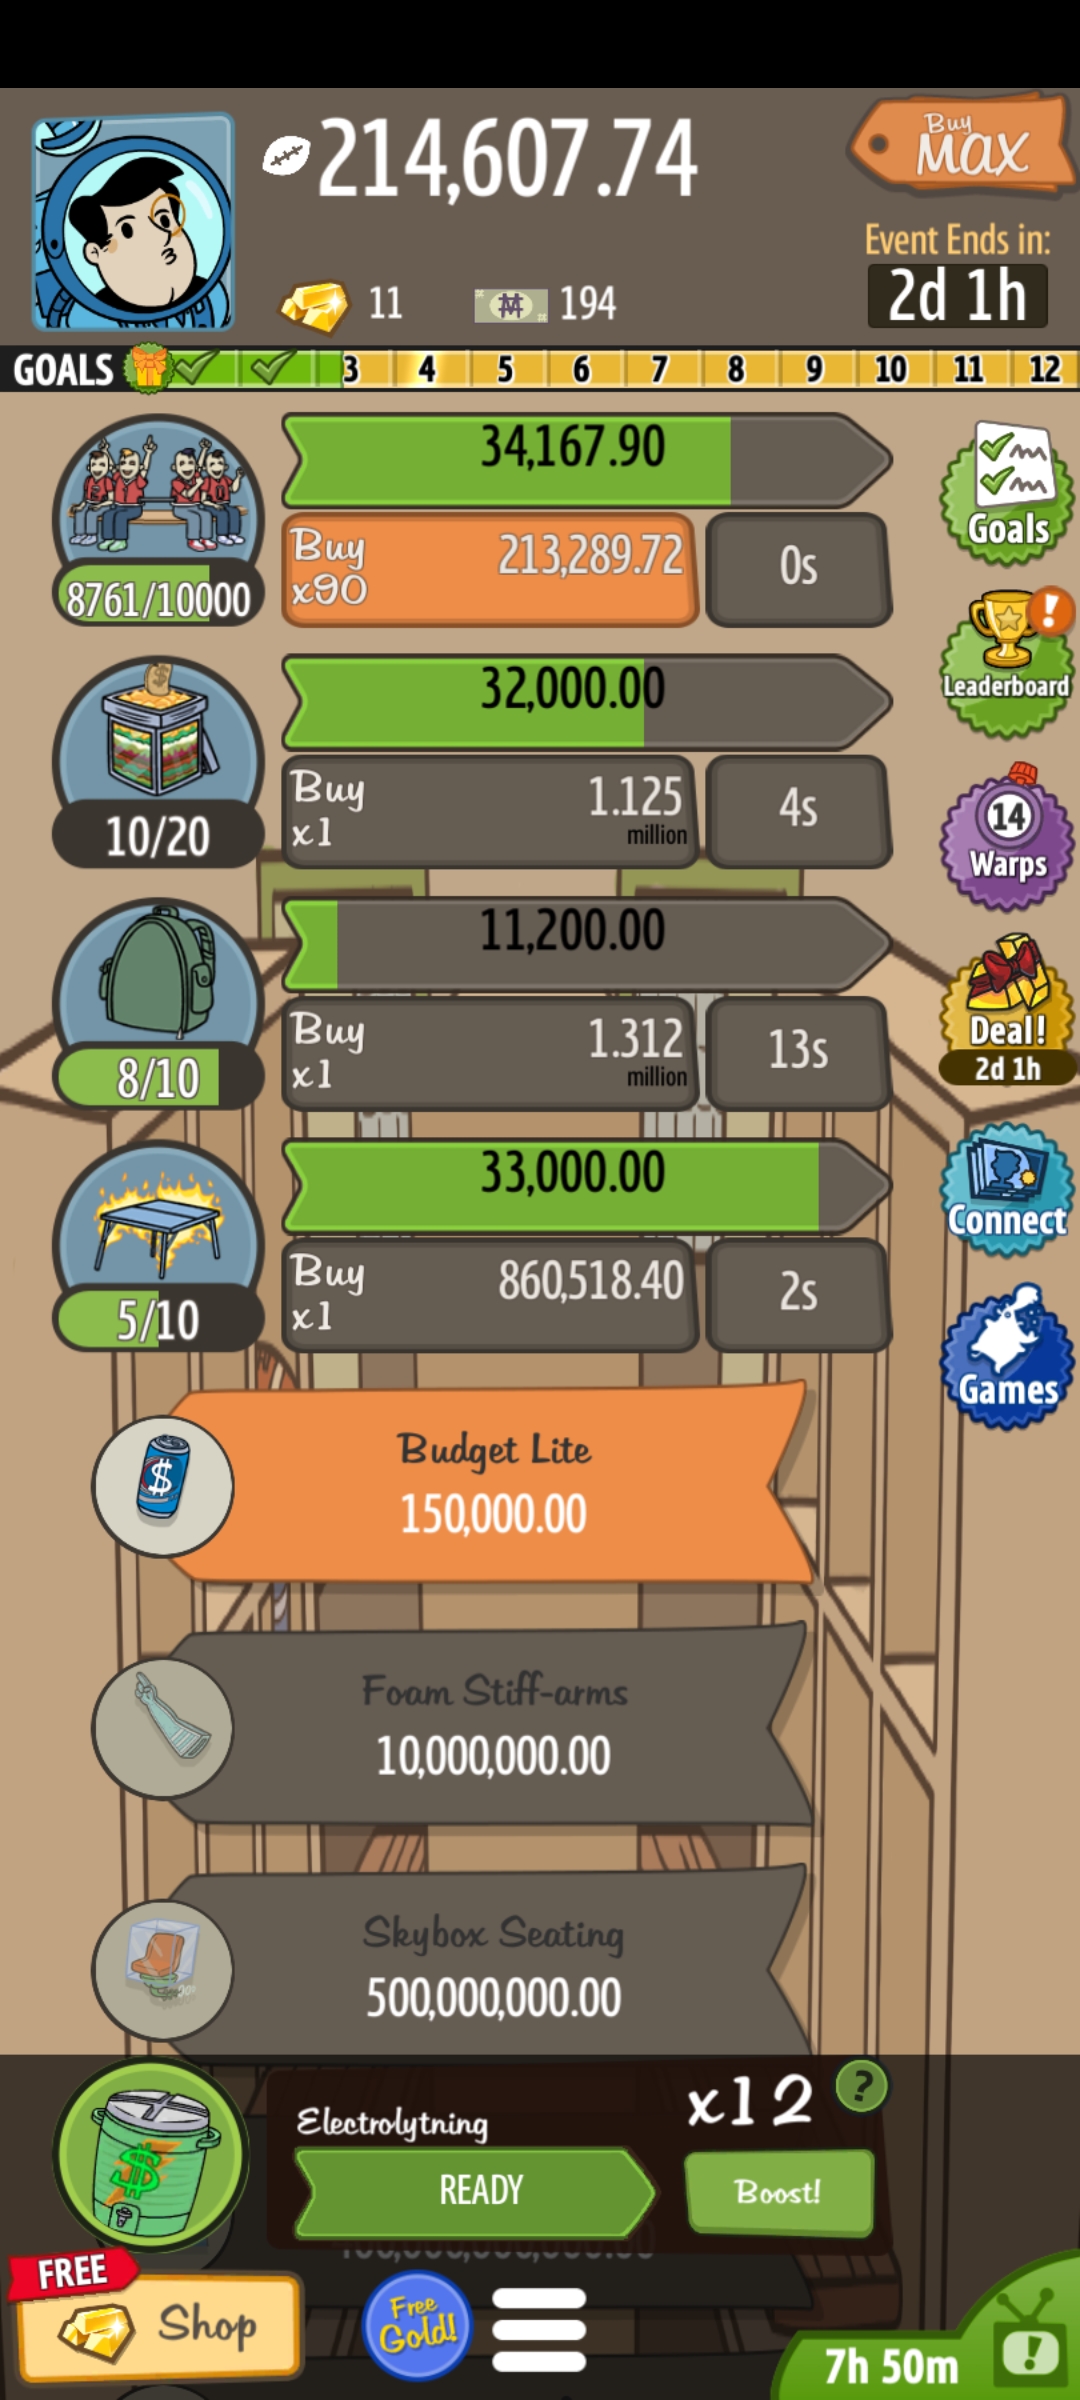 214,607.74
Buy
MAX
Event Ends in:
2d 1h
11
194
GOALS 3 4 5 6 7 8 9 10 11 12
34,167.90
Buy
x90
213,289.72
0s
8761/10000
Goals
32,000.00
Buy
x1
1.125
million
4s
10/20
Leaderboard
14
Warps
11,200.00
Buy
x1
1.312
million
13s
8/10
Deal!
2d 1h
33,000.00
Buy
x1
860,518.40
2s
5/10
Connect
Games
Budget Lite
150,000.00
Foam Stiff-arms
10,000,000.00
Skybox Seating
500,000,000.00
Electrolytning
x12
?
READY
Boost!
FREE
Shop
Free
Gold!
7h 50m